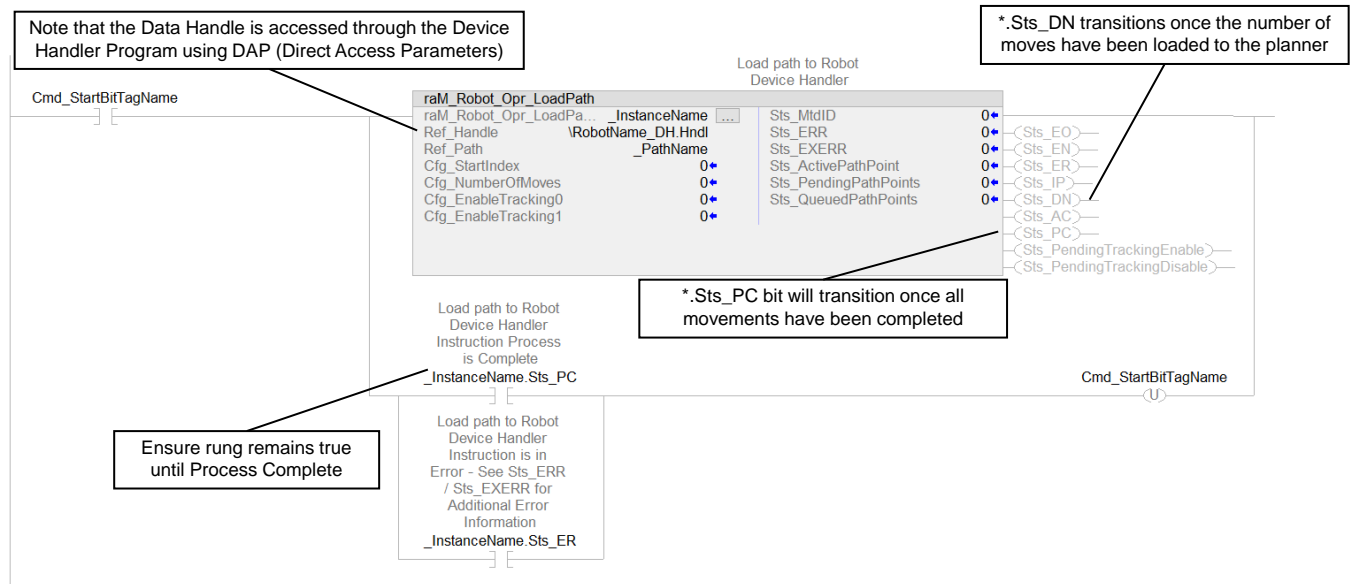 Note that the Data Handle is accessed through the Device
Handler Program using DAP (Direct Access Parameters)
*.Sts_DN transitions once the number of
moves have been loaded to the planner
Load path to Robot
Device Handler
Cmd_StartBitTagName
raM_Robot_Opr_LoadPath
raM_Robot_Opr_LoadPa... _InstanceName ...
Ref_Handle \RobotName_DH.Hndl
Ref_Path _PathName
Cfg_StartIndex 0
Cfg_NumberOfMoves 0
Cfg_EnableTracking0 0
Cfg_EnableTracking1 0
Sts_MtdID 0
Sts_ERR 0
Sts_EXERR 0
Sts_ActivePathPoint 0
Sts_PendingPathPoints 0
Sts_QueuedPathPoints 0
Sts_EO
Sts_EN
Sts_ER
Sts_IP
Sts_DN
Sts_AC
Sts_PC
Sts_PendingTrackingEnable
Sts_PendingTrackingDisable
*.Sts_PC bit will transition once all
movements have been completed
Load path to Robot
Device Handler
Instruction Process
is Complete
_InstanceName.Sts_PC
Cmd_StartBitTagName
U
Ensure rung remains true
until Process Complete
Load path to Robot
Device Handler
Instruction is in
Error - See Sts_ERR
/ Sts_EXERR for
Additional Error
Information
_InstanceName.Sts_ER